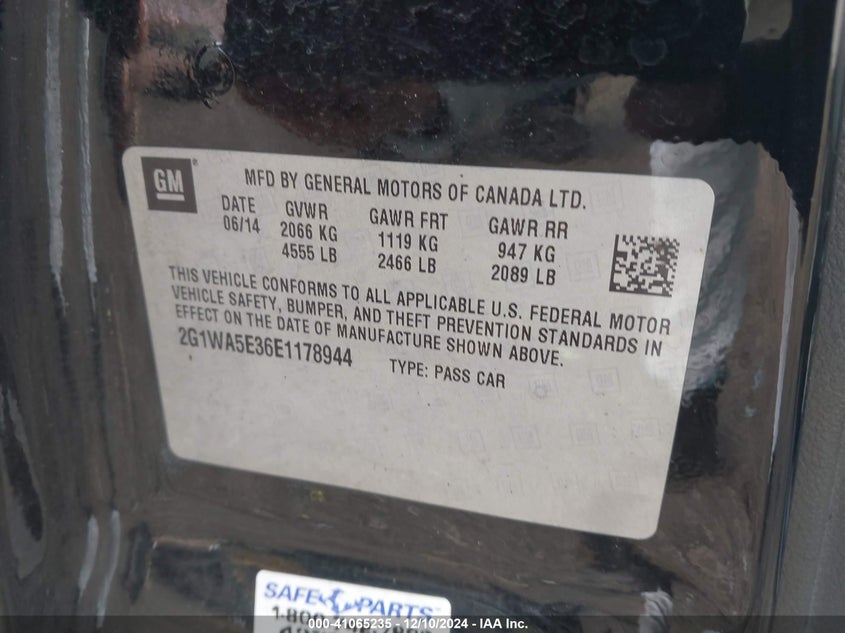 GM
MFD BY GENERAL MOTORS OF CANADA LTD.
DATE GVWR GAWR FRT GAWR RR
06/14 2066 KG 1119 KG 947 KG
4555 LB 2466 LB 2089 LB
THIS VEHICLE CONFORMS TO ALL APPLICABLE U.S. FEDERAL MOTOR
VEHICLE SAFETY, BUMPER, AND THEFT PREVENTION STANDARDS IN
EFFECT ON THE DATE OF MANUFACTURE SHOWN ABOVE.
2G1WA5E36E1178944 TYPE: PASS CAR
SAFE PARTS
000-41065235 - 12/10/2024 - IAA Inc.